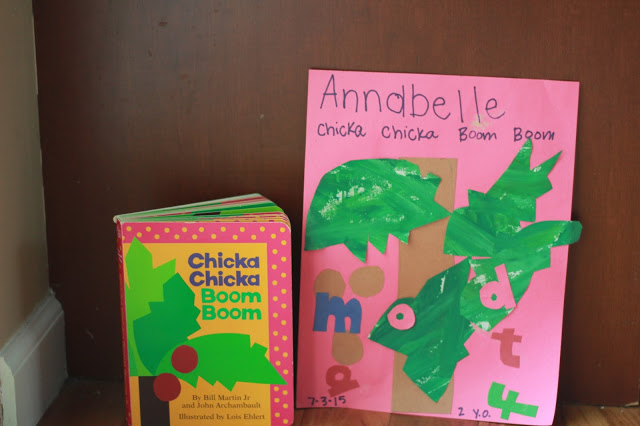 Annabelle
Chicka Chicka Boom Boom
m
o
d
t
p
f
7-3-15
2 Y.O.
Chicka
Chicka
Boom
Boom
By Bill Martin Jr
and John Archambault
Illustrated by Lois Ehlert